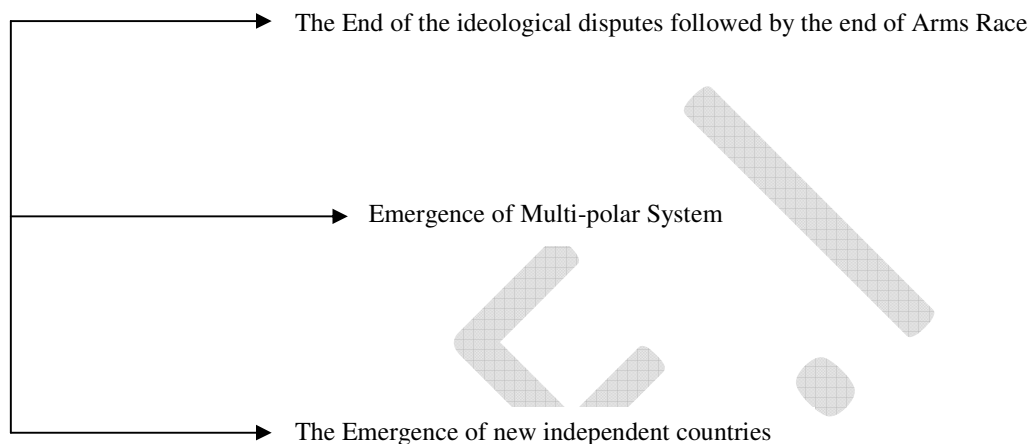 The End of the ideological disputes followed by the end of Arms Race
Emergence of Multi-polar System
The Emergence of new independent countries